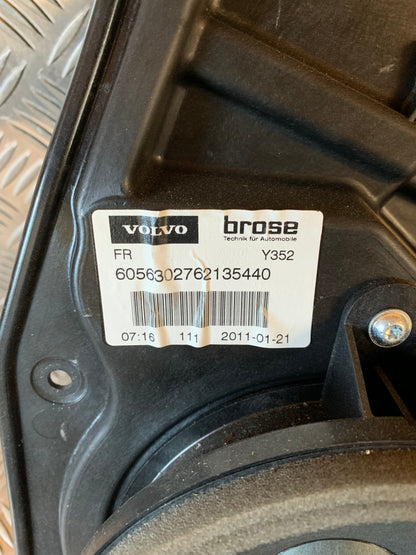 VOLVO brose
Technik für Automobile
FR Y352
6056302762135440
07:16 111 2011-01-21